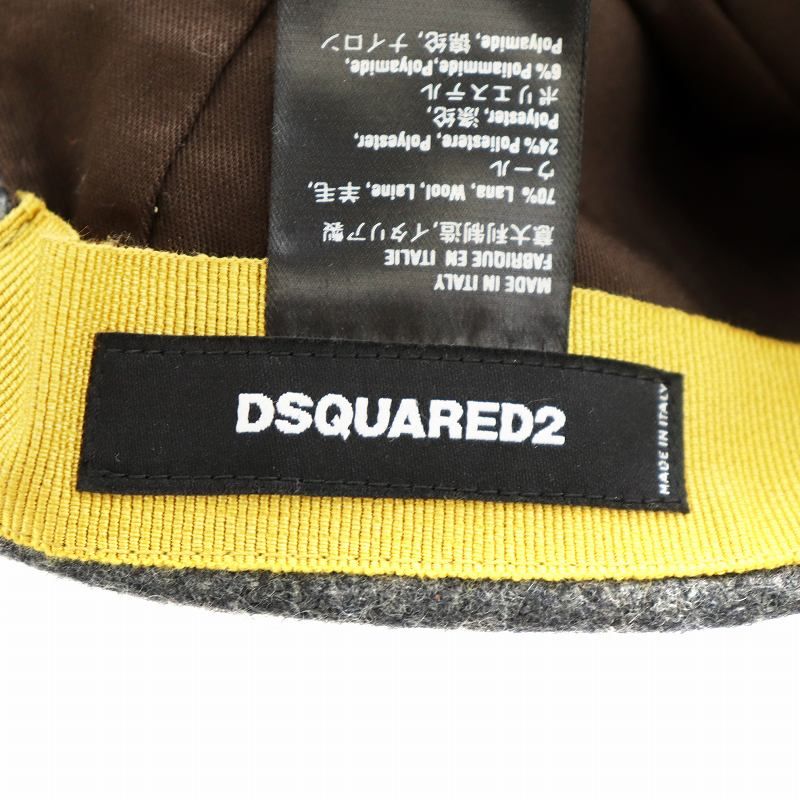 DSQUARED2
MADE IN ITALY
MADE IN ITALY
FABRIQUE EN ITALIE
意大利制造,イタリア製
70% Lana, Wool, Laine, 羊毛,
ウール
24% Poliestere, Polyester,
Polyester, 涤纶,
ポリエステル
6% Poliammide, Polyamide,
Polyamide, 锦纶, ナイロン